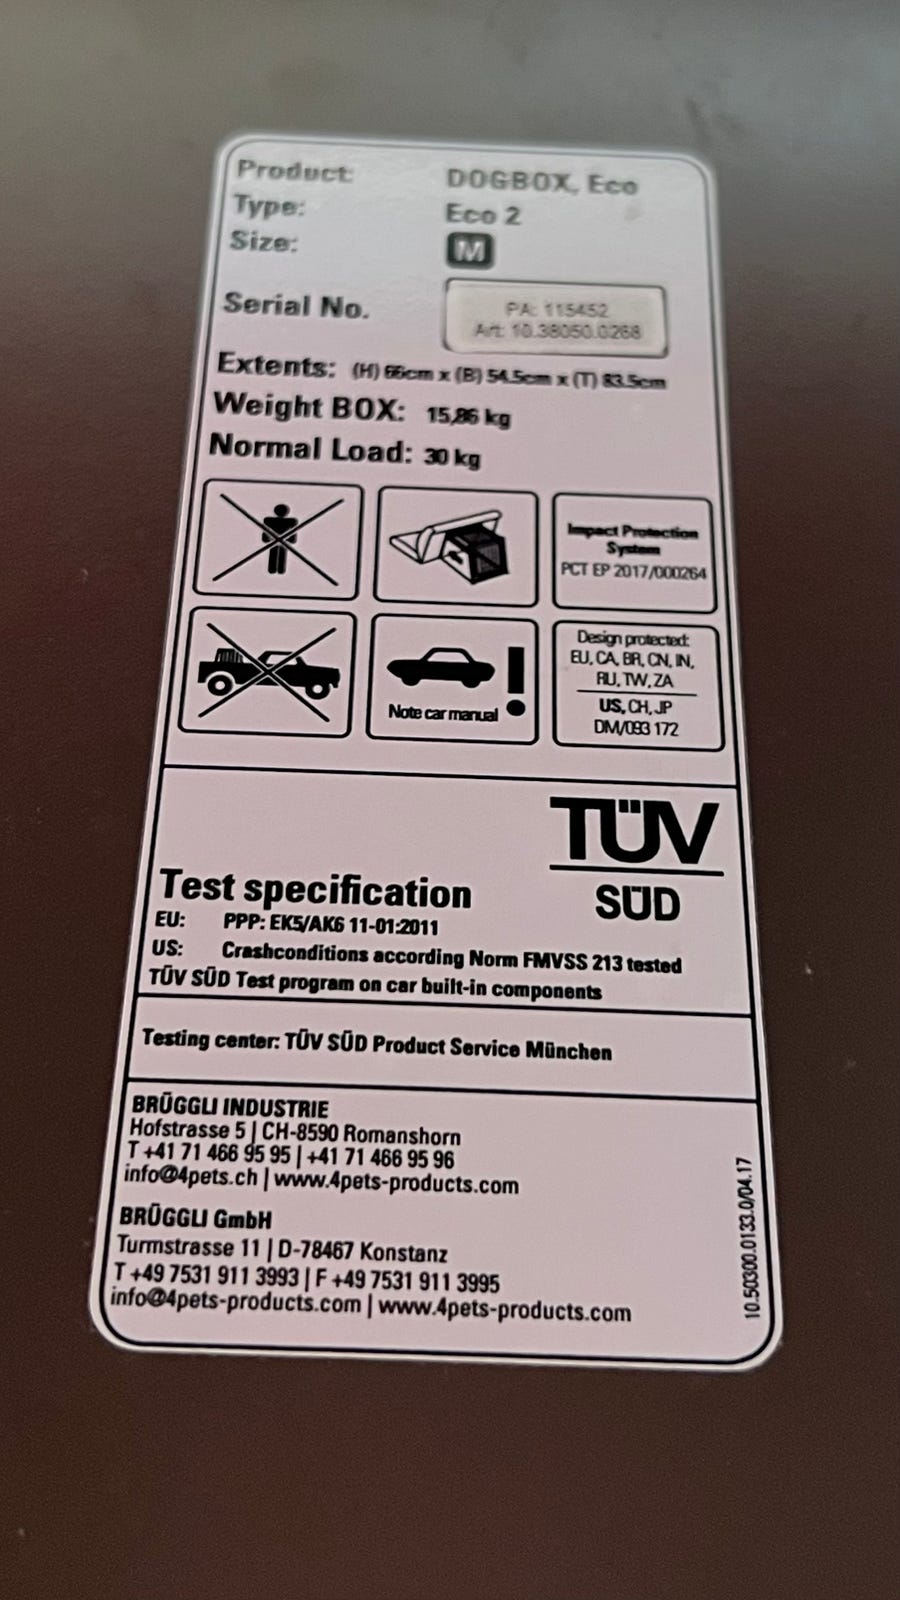 Product: DOGBOX, Eco
Type: Eco 2
Size: M
Serial No. PA: 115452
Art: 10.38050.0268
Extents: (H) 66cm x (B) 54.5cm x (T) 83.5cm
Weight BOX: 15,86 kg
Normal Load: 30 kg
Impact Protection
System
PCT EP 2017/000264
Note car manual
Design protected:
EU, CA, BR, CN, IN,
RU, TW, ZA
US, CH, JP
DM/093 172
TÜV
SÜD
Test specification
EU: PPP: EK5/AK6 11-01:2011
US: Crashconditions according Norm FMVSS 213 tested
TÜV SÜD Test program on car built-in components
Testing center: TÜV SÜD Product Service München
BRÜGGLI INDUSTRIE
Hofstrasse 5 | CH-8590 Romanshorn
T +41 71 466 95 95 | +41 71 466 95 96
info@4pets.ch | www.4pets-products.com
BRÜGGLI GmbH
Turmstrasse 11 | D-78467 Konstanz
T +49 7531 911 3993 | F +49 7531 911 3995
info@4pets-products.com | www.4pets-products.com
10.50300.0133.0/04.17